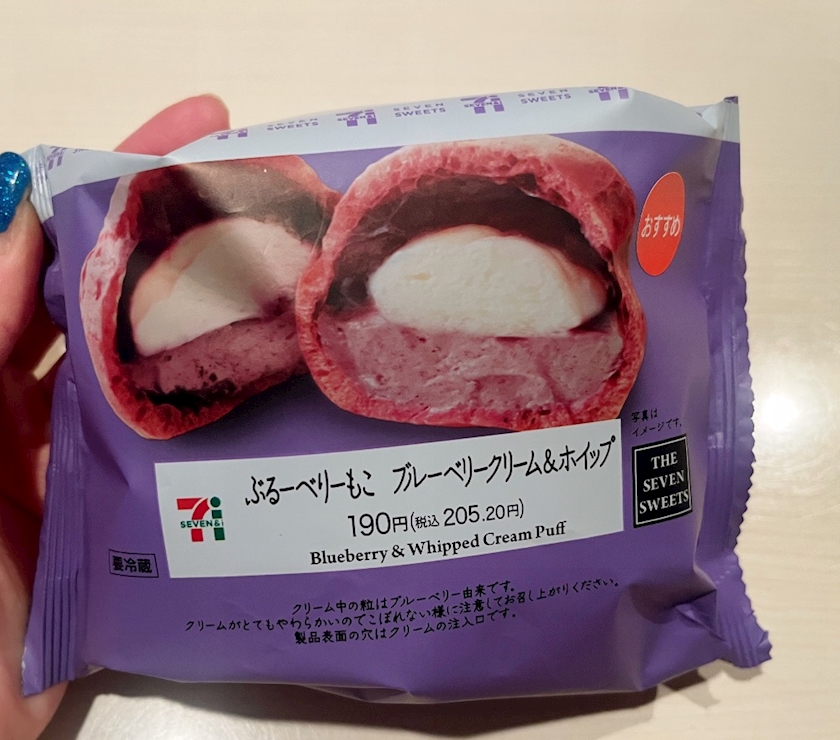 SEVEN SWEETS
SEVEN SWEETS
SEVEN SWEETS
おすすめ
写真は
イメージです。
ぶるーべりーもこ ブルーベリークリーム&ホイップ
190円(税込 205.20円)
Blueberry & Whipped Cream Puff
SEVEN&i
THE
SEVEN
SWEETS
要冷蔵
クリーム中の粒はブルーベリー由来です。
クリームがとてもやわらかいのでこぼれない様に注意してお召し上がりください。
製品表面の穴はクリームの注入口です。